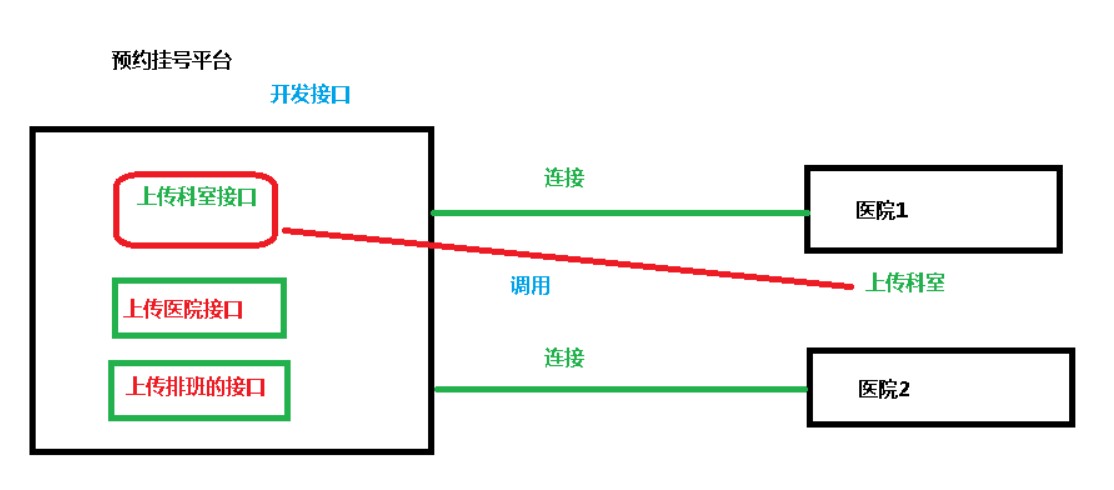 预约挂号平台
开发接口
上传科室接口
连接
医院1
调用
上传科室
上传医院接口
连接
上传排班的接口
医院2